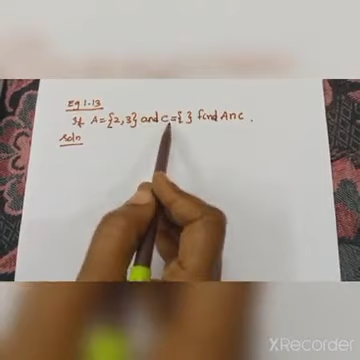 Eg 1.13
If A = {2,3} and C = { } find A∩C.
Soln
XRecorder